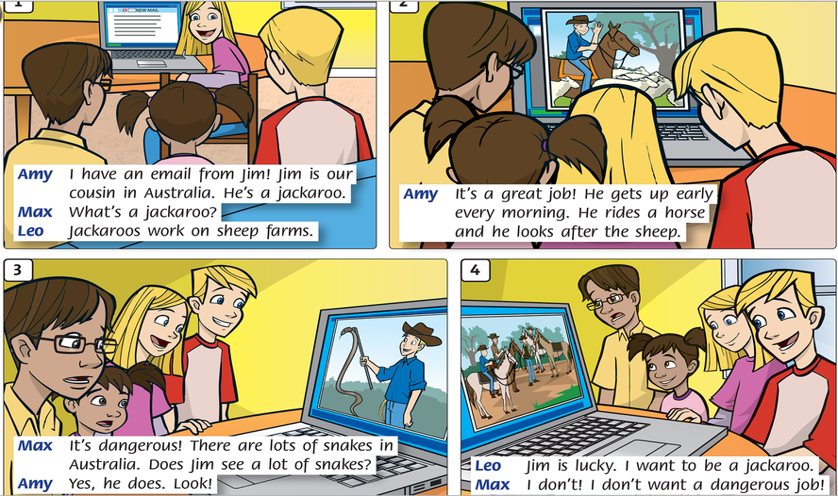 1
NEW MAIL
Amy I have an email from Jim! Jim is our
cousin in Australia. He's a jackaroo.
Max What's a jackaroo?
Leo Jackaroos work on sheep farms.
2
Amy It's a great job! He gets up early
every morning. He rides a horse
and he looks after the sheep.
3
Max It's dangerous! There are lots of snakes in
Australia. Does Jim see a lot of snakes?
Amy Yes, he does. Look!
4
Leo Jim is lucky. I want to be a jackaroo.
Max I don't! I don't want a dangerous job!